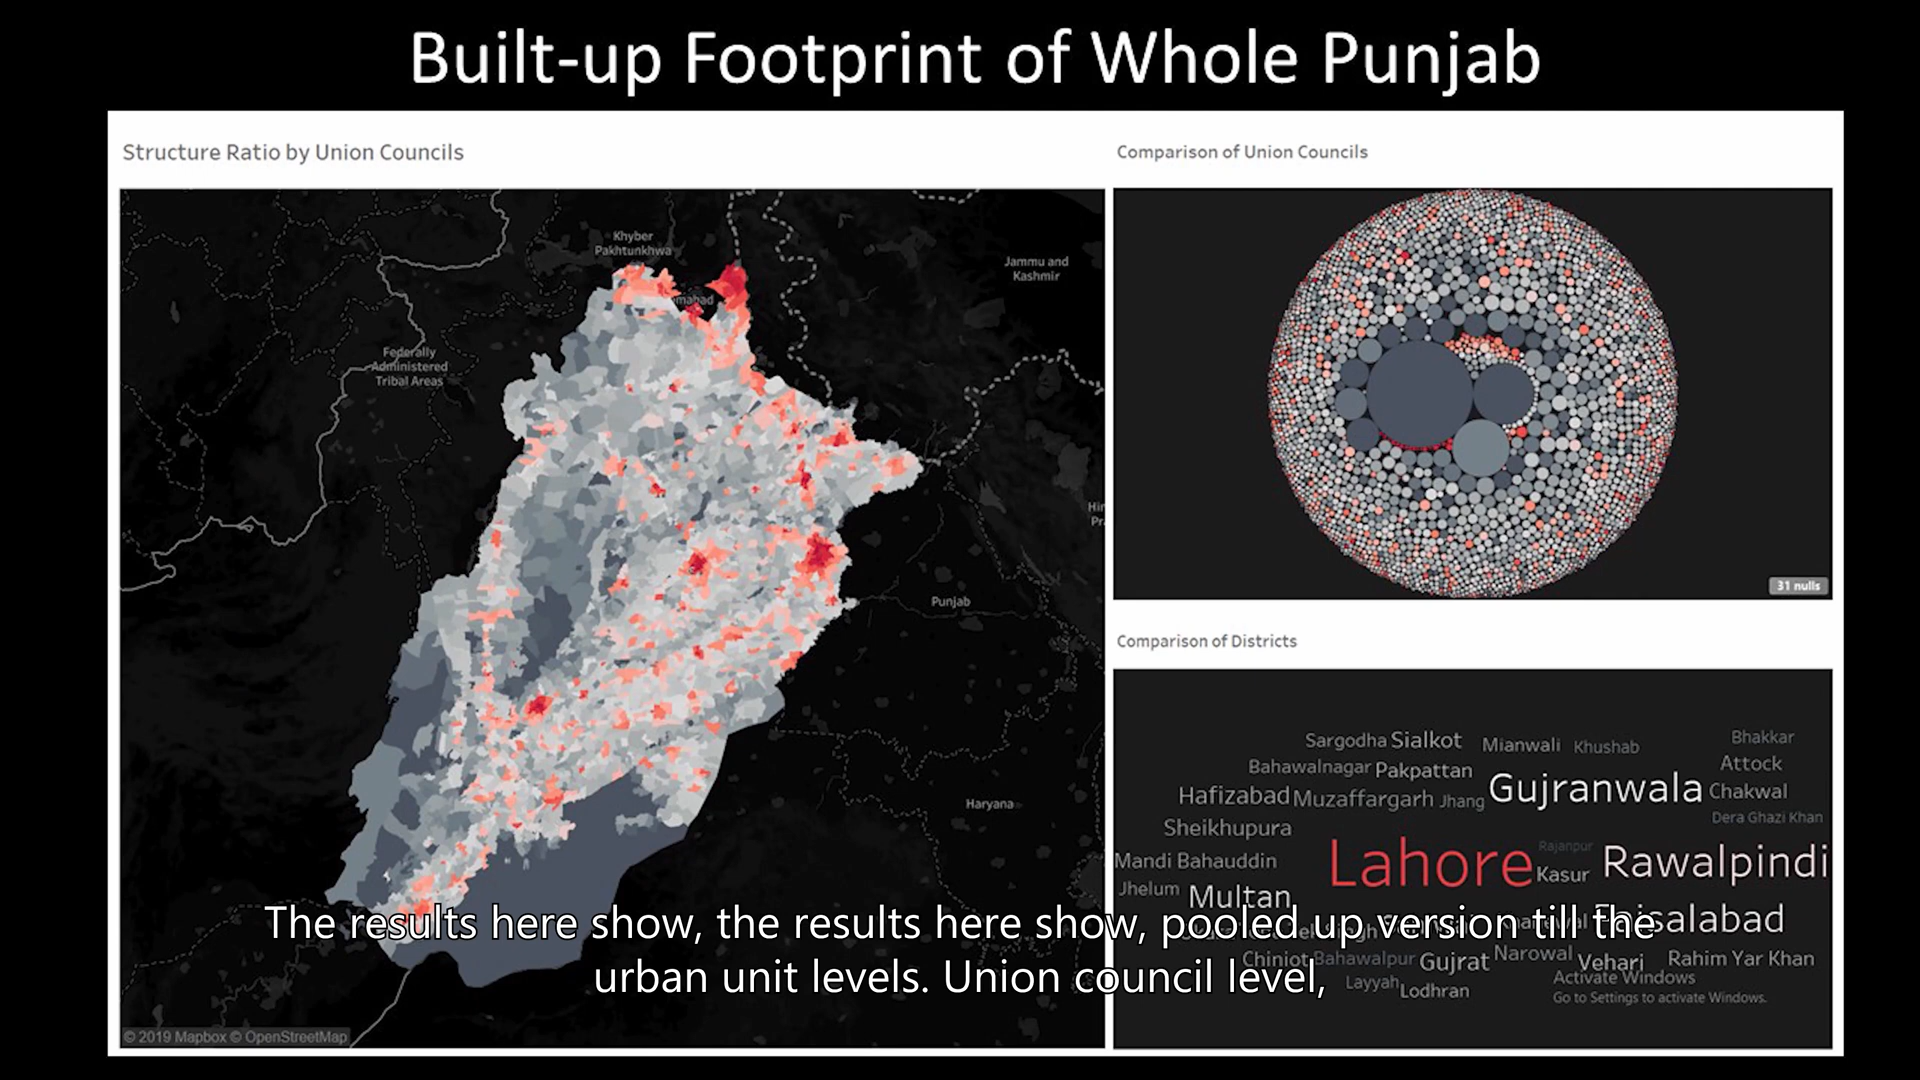 Built-up Footprint of Whole Punjab
Structure Ratio by Union Councils
Khyber
Pakhtunkhwa
Jammu and
Kashmir
Federally
Administered
Tribal Areas
Punjab
Haryana
© 2019 Mapbox © OpenStreetMap
Comparison of Union Councils
31 nulls
Comparison of Districts
Sargodha Sialkot Mianwali Khushab Bhakkar
Bahawalnagar Pakpattan Attock
Hafizabad Muzaffargarh Jhang Gujranwala Chakwal
Sheikhupura Dera Ghazi Khan
Mandi Bahauddin Lahore Rajanpur Rawalpindi
Jhelum Multan Kasur
Faisalabad
Chiniot Bahawalpur Gujrat Narowal Vehari Rahim Yar Khan
Layyah Lodhran
Activate Windows
Go to Settings to activate Windows.
The results here show, the results here show, pooled up version till the
urban unit levels. Union council level,